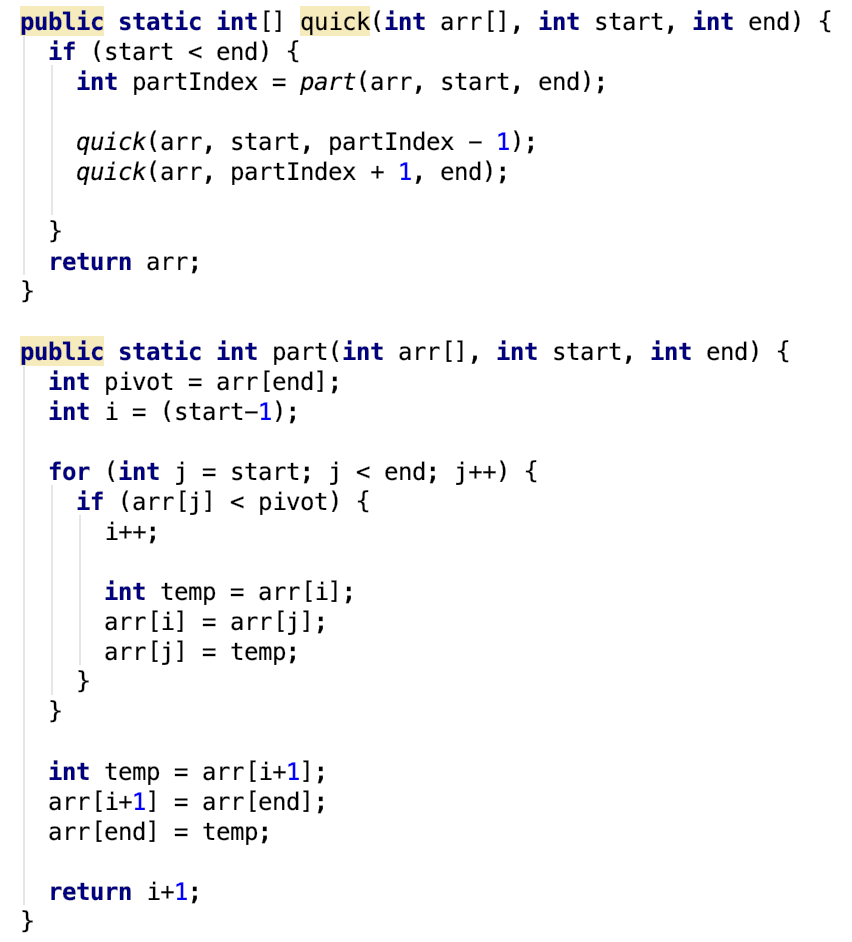 public static int[] quick(int arr[], int start, int end) {
  if (start < end) {
    int partIndex = part(arr, start, end);

    quick(arr, start, partIndex - 1);
    quick(arr, partIndex + 1, end);

  }
  return arr;
}

public static int part(int arr[], int start, int end) {
  int pivot = arr[end];
  int i = (start-1);

  for (int j = start; j < end; j++) {
    if (arr[j] < pivot) {
      i++;

      int temp = arr[i];
      arr[i] = arr[j];
      arr[j] = temp;
    }
  }

  int temp = arr[i+1];
  arr[i+1] = arr[end];
  arr[end] = temp;

  return i+1;
}